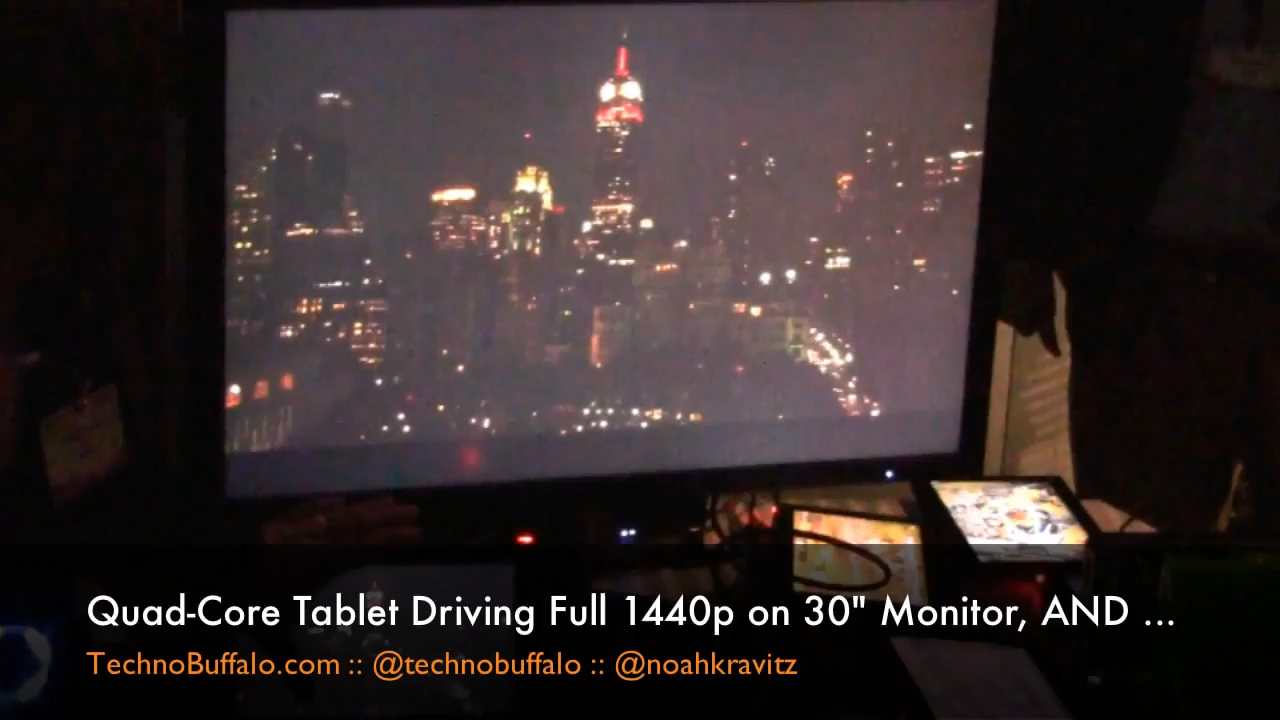 Quad-Core Tablet Driving Full 1440p on 30" Monitor, AND ...
TechnoBuffalo.com :: @technobuffalo :: @noahkravitz